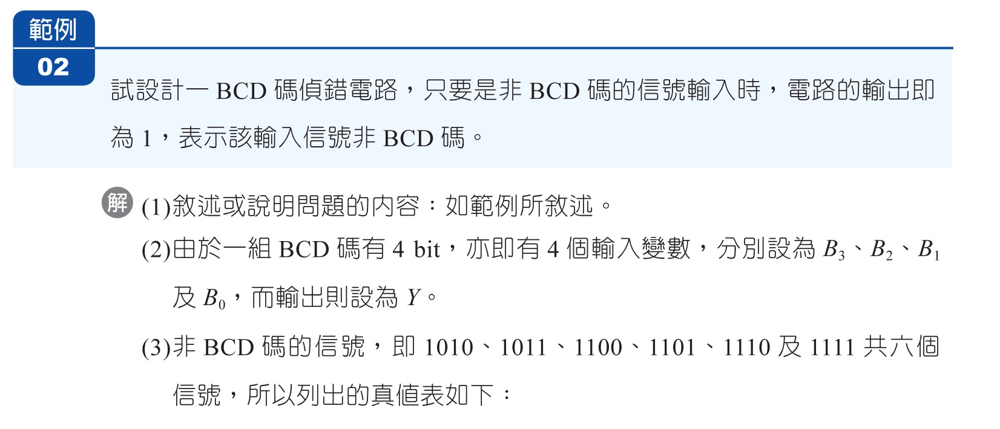 範例
02
試設計一 BCD 碼偵錯電路，只要是非 BCD 碼的信號輸入時，電路的輸出即
為 1，表示該輸入信號非 BCD 碼。
解 (1)敘述或說明問題的內容：如範例所敘述。
(2)由於一組 BCD 碼有 4 bit，亦即有 4 個輸入變數，分別設為 B₃、B₂、B₁
及 B₀，而輸出則設為 Y。
(3)非 BCD 碼的信號，即 1010、1011、1100、1101、1110 及 1111 共六個
信號，所以列出的真值表如下：